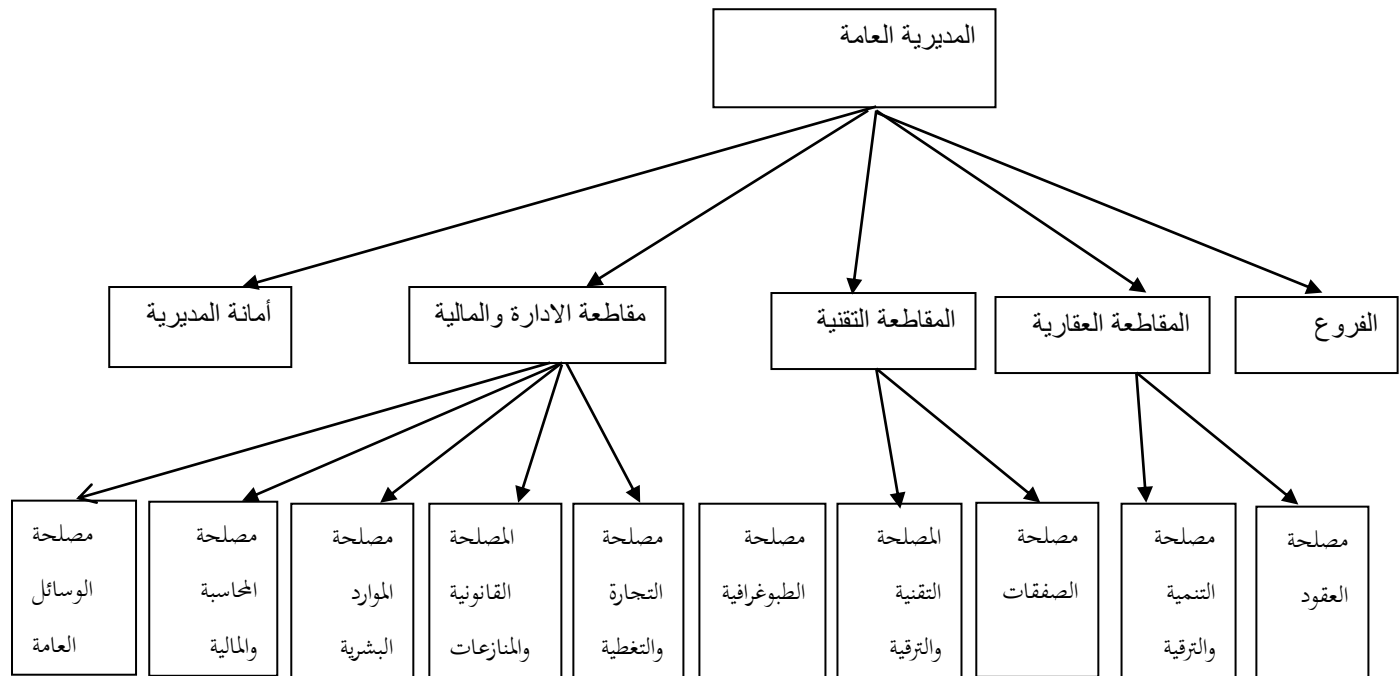 المديرية العامة
الفروع
المقاطعة العقارية
المقاطعة التقنية
مقاطعة الادارة والمالية
أمانة المديرية
مصلحة
العقود
مصلحة
التنمية
والترقية
مصلحة
الصفقات
المصلحة
التقنية
والترقية
مصلحة
الطبوغرافية
مصلحة
التجارة
والتغطية
المصلحة
القانونية
والمنازعات
مصلحة
الموارد
البشرية
مصلحة
المحاسبة
والمالية
مصلحة
الوسائل
العامة